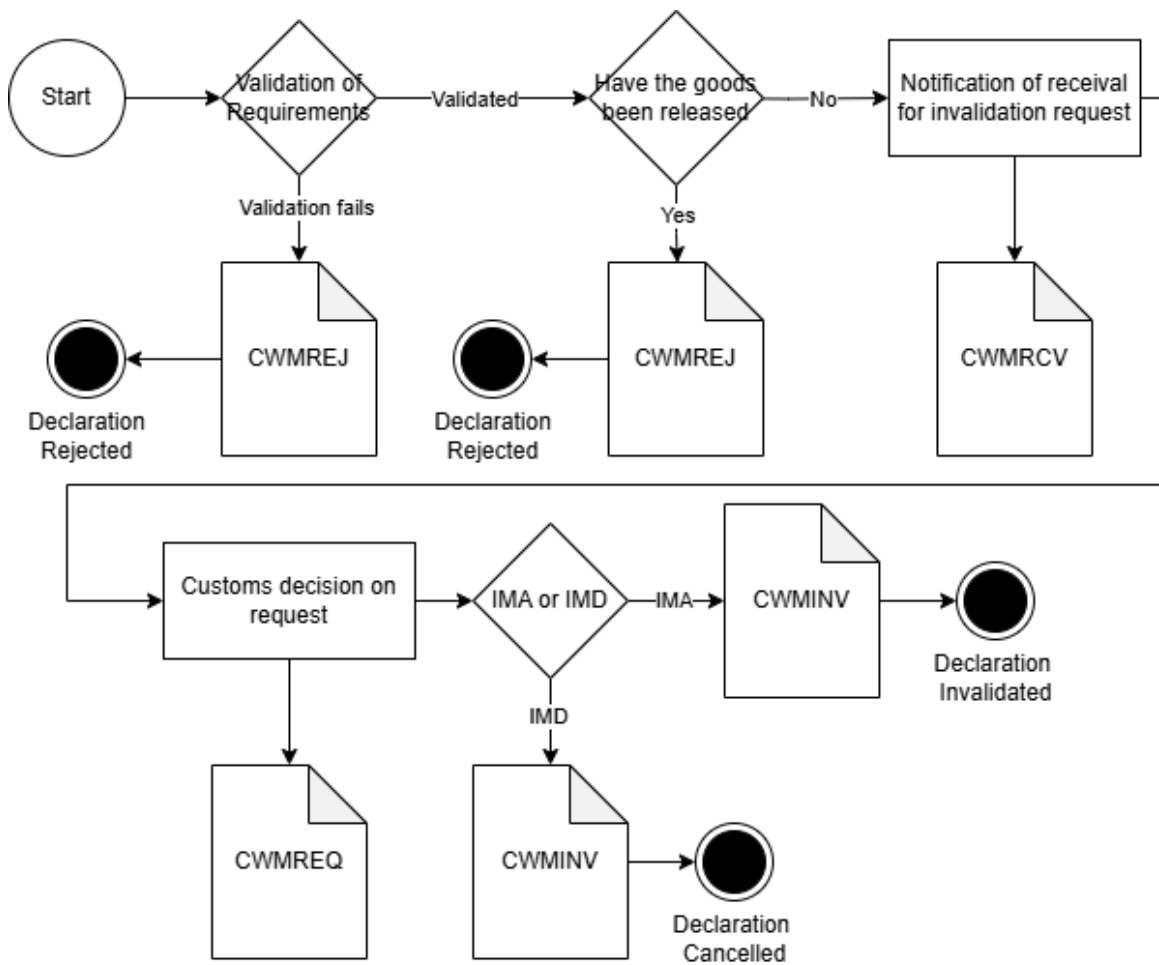 Start
Validation of
Requirements
Validated
Have the goods
been released
No
Notification of receival
for invalidation request
Validation fails
Yes
CWMREJ
CWMREJ
CWMRCV
Declaration
Rejected
Declaration
Rejected
Customs decision on
request
IMA or IMD
IMA
CWMINV
Declaration
Invalidated
IMD
CWMREQ
CWMINV
Declaration
Cancelled